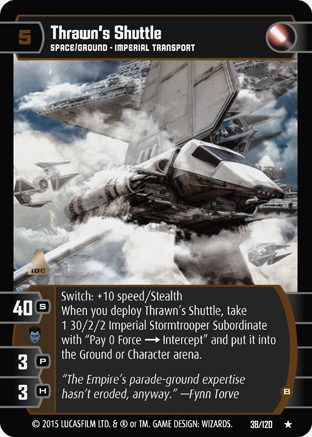 5
Thrawn's Shuttle
SPACE/GROUND - IMPERIAL TRANSPORT
IDC
40 S
3 P
3 H
Switch: +10 speed/Stealth
When you deploy Thrawn's Shuttle, take
1 30/2/2 Imperial Stormtrooper Subordinate
with "Pay 0 Force → Intercept" and put it into
the Ground or Character arena.
"The Empire's parade-ground expertise
hasn't eroded, anyway." —Fynn Torve
B
© 2015 LUCASFILM LTD. & ® or TM. GAME DESIGN: WIZARDS. 38/120 ★